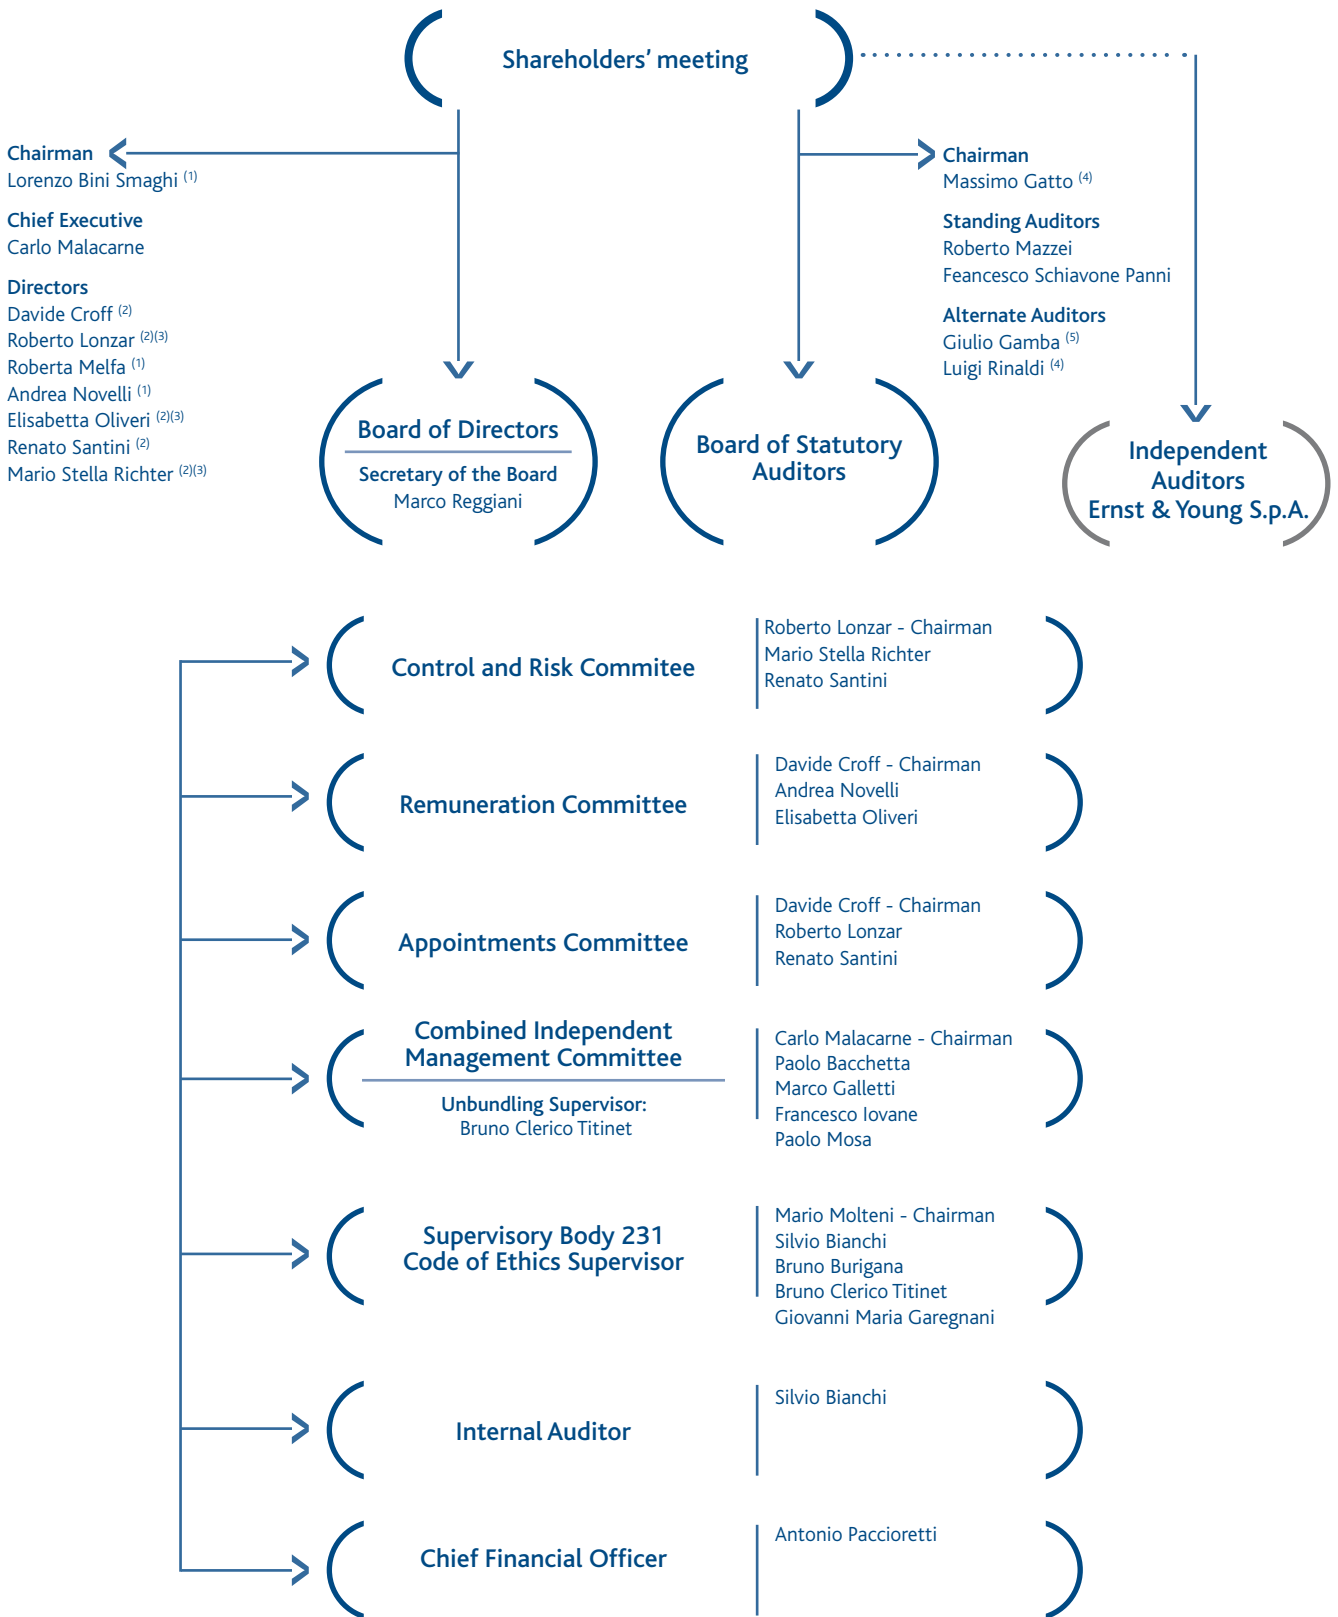 Shareholders’ meeting
Chairman
Lorenzo Bini Smaghi (1)
Chief Executive
Carlo Malacarne
Directors
Davide Croff (2)
Roberto Lonzar (2)(3)
Roberta Melfa (1)
Andrea Novelli (1)
Elisabetta Oliveri (2)(3)
Renato Santini (2)
Mario Stella Richter (2)(3)
Chairman
Massimo Gatto (4)
Standing Auditors
Roberto Mazzei
Feancesco Schiavone Panni
Alternate Auditors
Giulio Gamba (5)
Luigi Rinaldi (4)
Board of Directors
Secretary of the Board
Marco Reggiani
Board of Statutory
Auditors
Independent
Auditors
Ernst & Young S.p.A.
Control and Risk Commitee
Roberto Lonzar - Chairman
Mario Stella Richter
Renato Santini
Remuneration Committee
Davide Croff - Chairman
Andrea Novelli
Elisabetta Oliveri
Appointments Committee
Davide Croff - Chairman
Roberto Lonzar
Renato Santini
Combined Independent
Management Committee
Unbundling Supervisor:
Bruno Clerico Titinet
Carlo Malacarne - Chairman
Paolo Bacchetta
Marco Galletti
Francesco Iovane
Paolo Mosa
Supervisory Body 231
Code of Ethics Supervisor
Mario Molteni - Chairman
Silvio Bianchi
Bruno Burigana
Bruno Clerico Titinet
Giovanni Maria Garegnani
Internal Auditor
Silvio Bianchi
Chief Financial Officer
Antonio Paccioretti